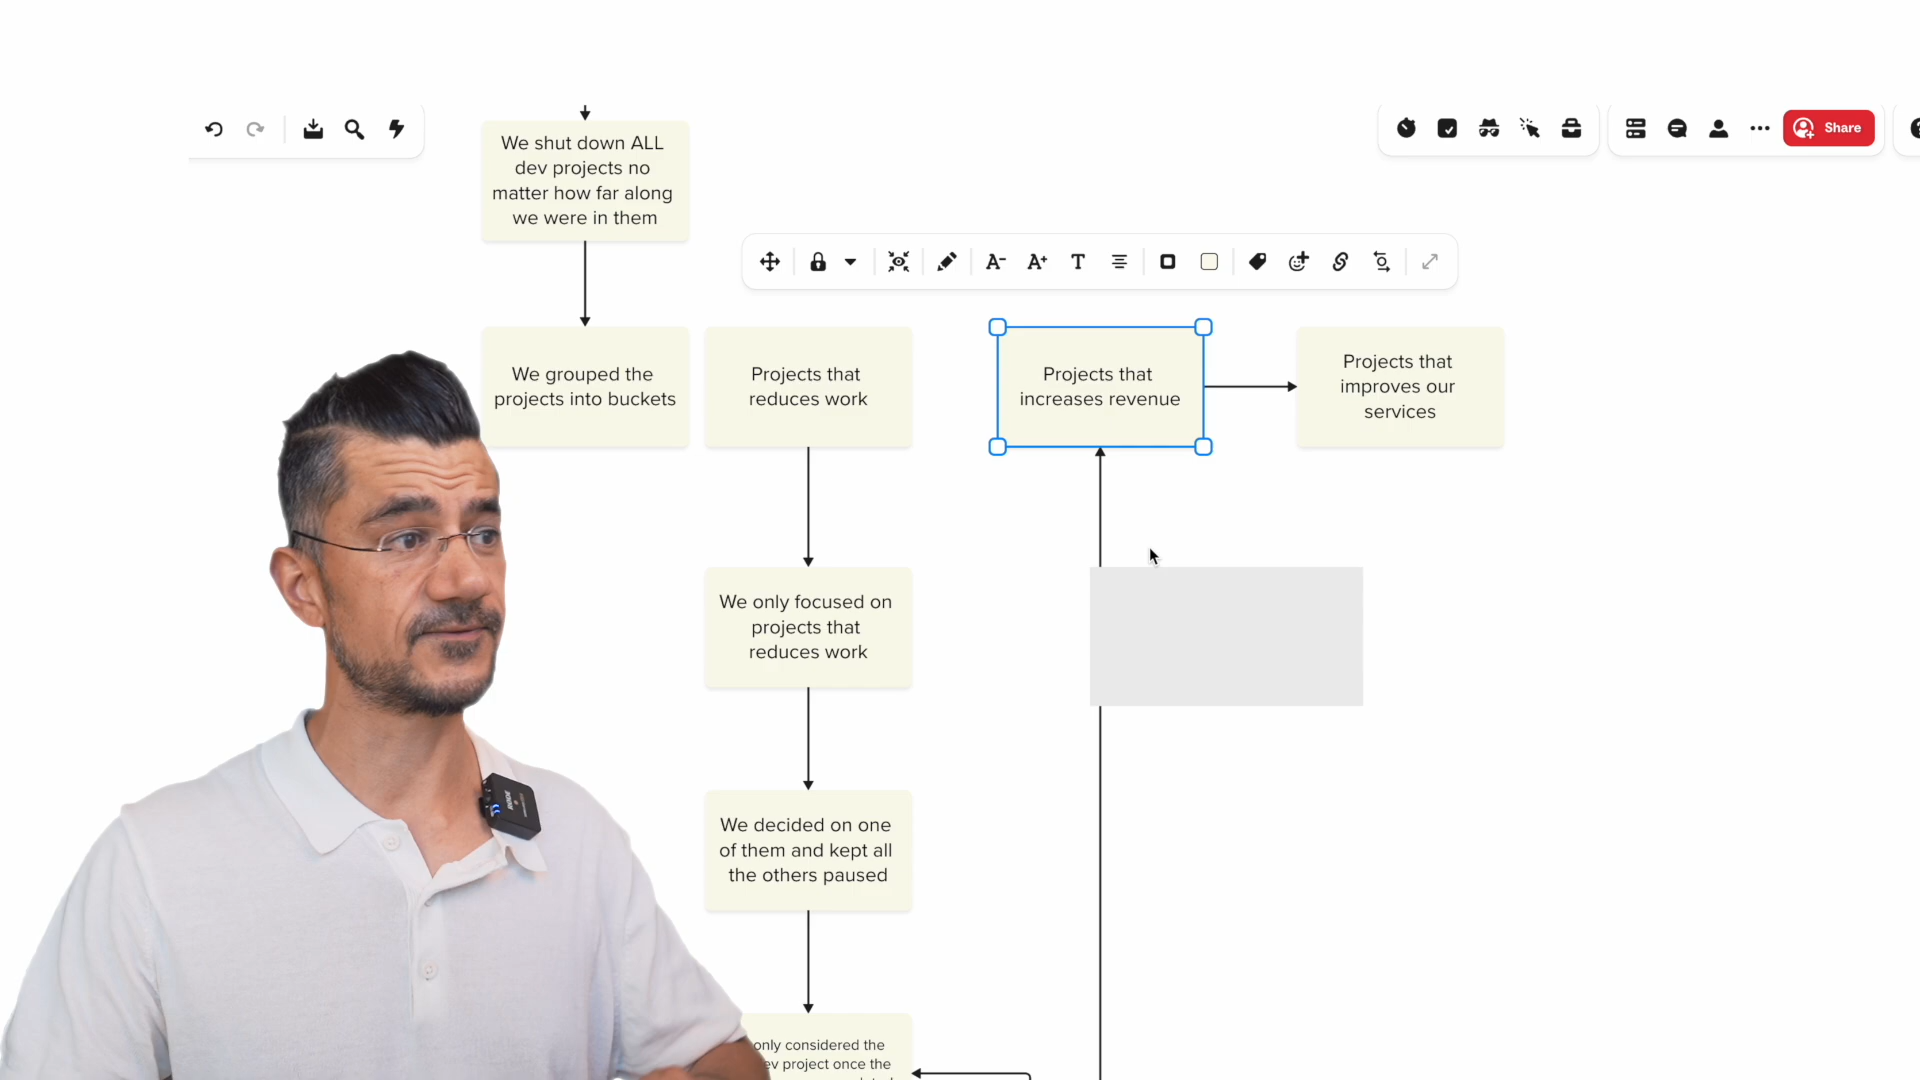 We shut down ALL
dev projects no
matter how far along
we were in them
Share
A- A+ T
We grouped the
projects into buckets
Projects that
reduces work
Projects that
increases revenue
Projects that
improves our
services
We only focused on
projects that
reduces work
We decided on one
of them and kept all
the others paused
only considered the
project once the
RØDE